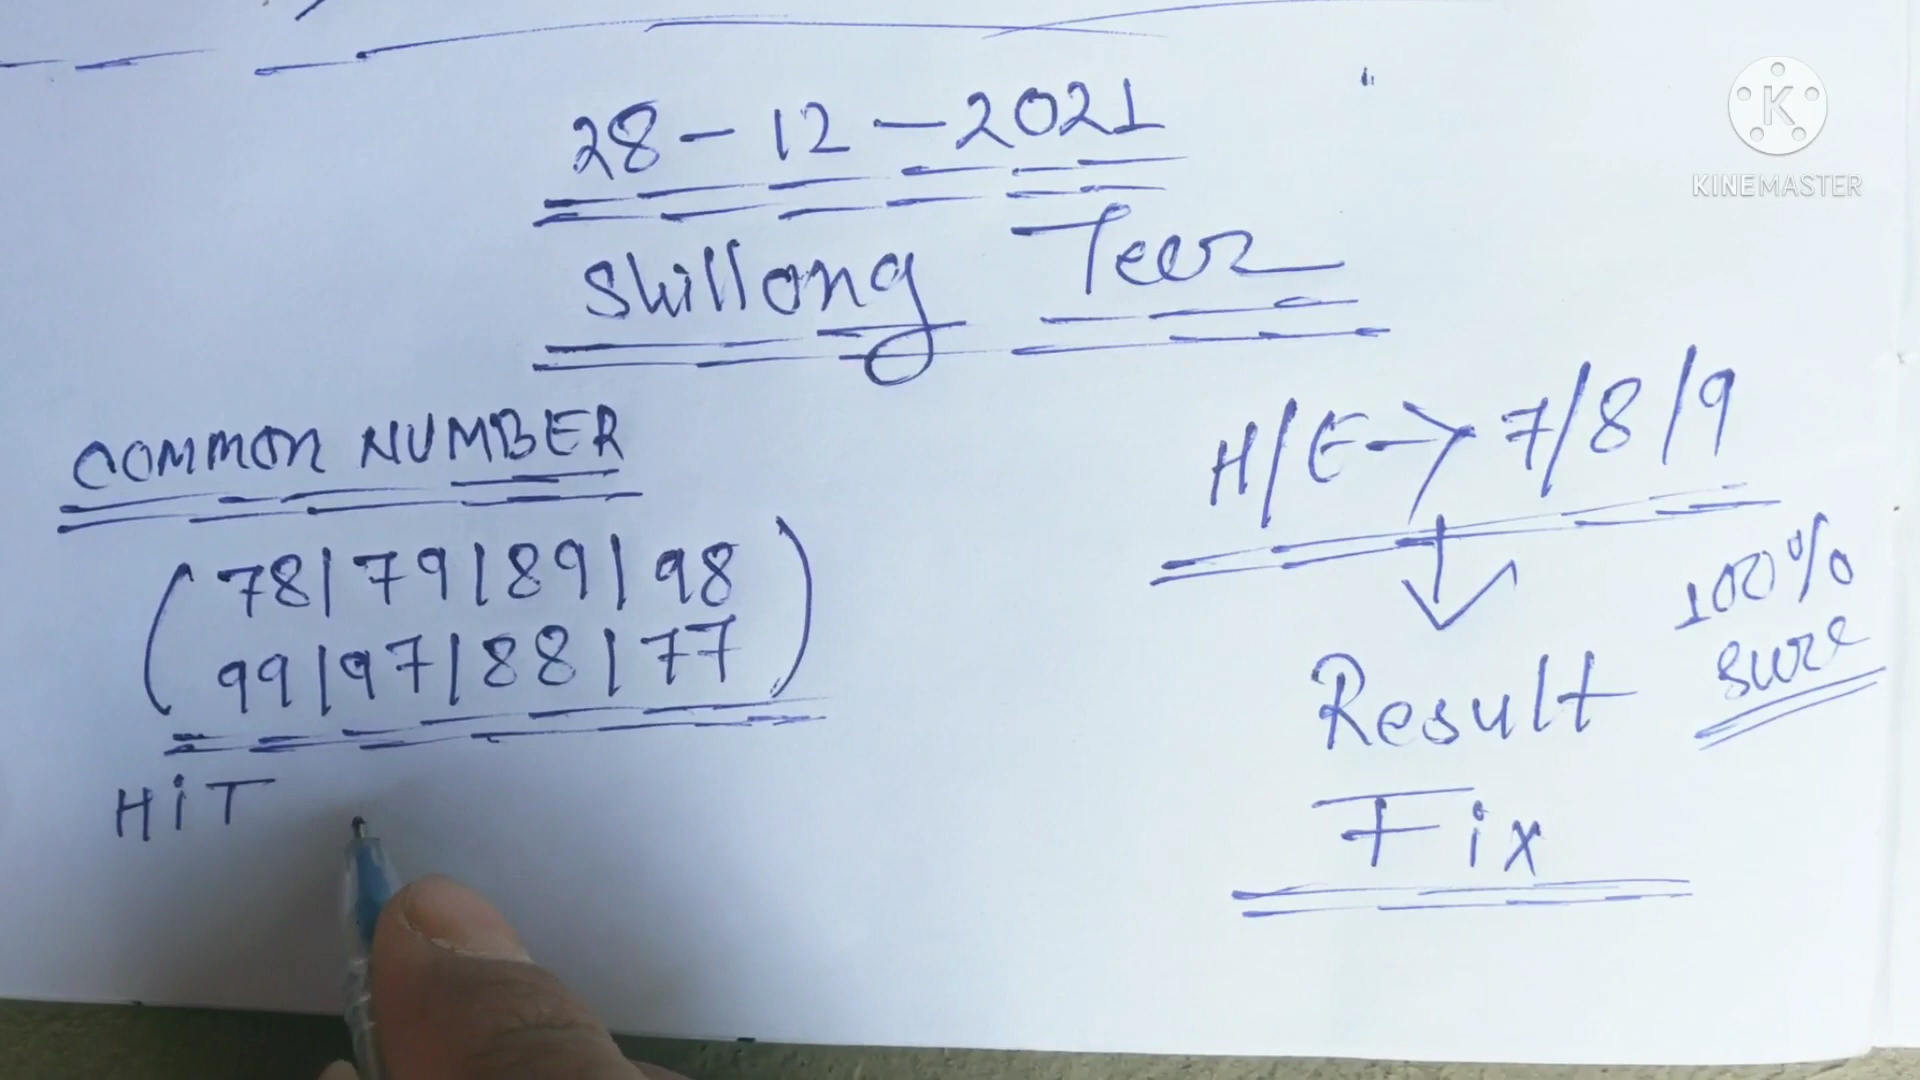 28-12-2021
Shillong Teer
COMMON NUMBER
(78|79|89|98
99|97|88|77)
HiT
H/E→7/8/9
100%
sure
Result
Fix
K
KINEMASTER